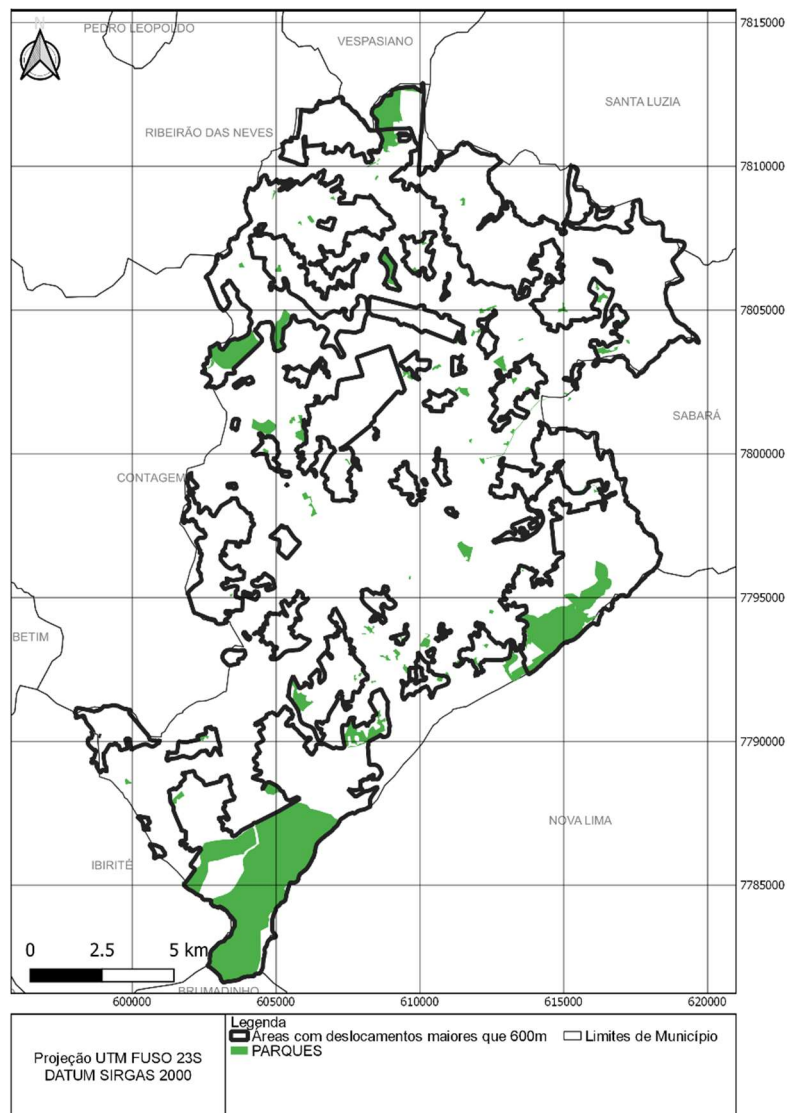 N
PEDRO LEOPOLDO
VESPASIANO
7815000
SANTA LUZIA
RIBEIRÃO DAS NEVES
7810000
7805000
SABARÁ
7800000
CONTAGEM
7795000
BETIM
7790000
NOVA LIMA
IBIRITÉ
7785000
0 2.5 5 km
BRUMADINHO
600000 605000 610000 615000 620000
Projeção UTM FUSO 23S
DATUM SIRGAS 2000
Legenda
Áreas com deslocamentos maiores que 600m Limites de Município
PARQUES